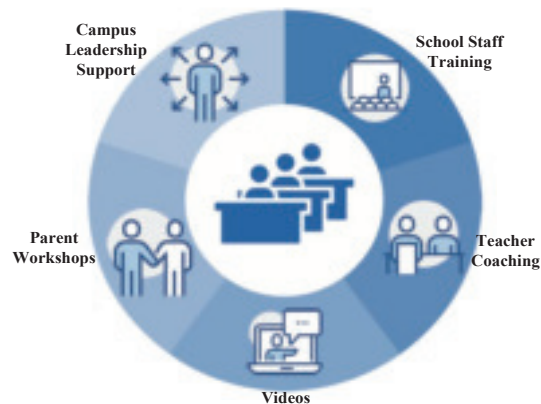 Campus
Leadership
Support
School Staff
Training
Parent
Workshops
Teacher
Coaching
Videos